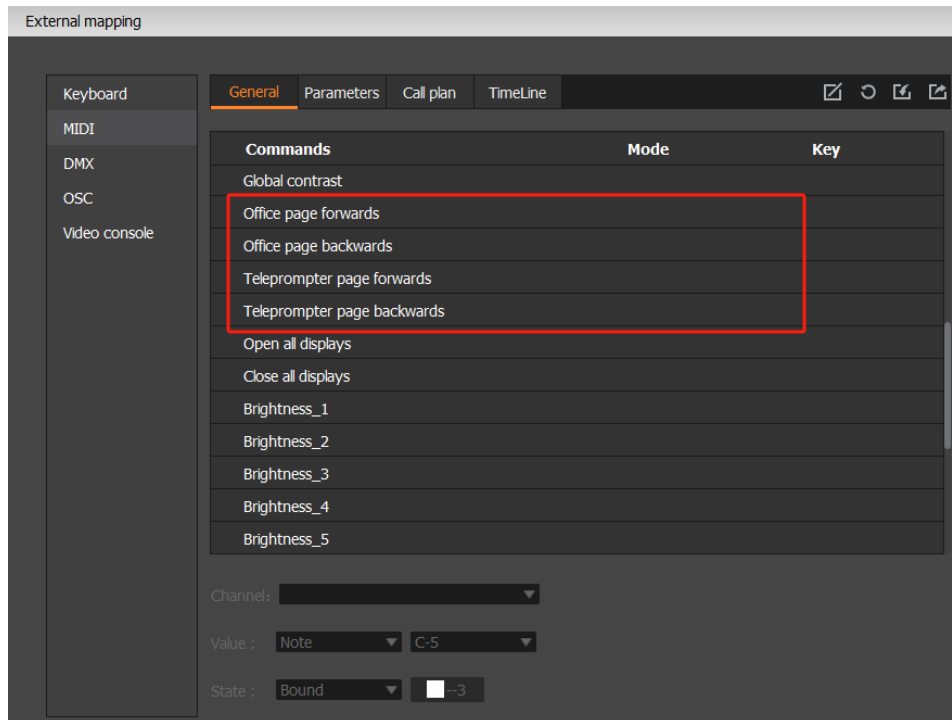 External mapping
Keyboard
MIDI
DMX
OSC
Video console
General Parameters Call plan TimeLine
Commands Mode Key
Global contrast
Office page forwards
Office page backwards
Teleprompter page forwards
Teleprompter page backwards
Open all displays
Close all displays
Brightness_1
Brightness_2
Brightness_3
Brightness_4
Brightness_5
Channel:
Value : Note C-5
State : Bound --3